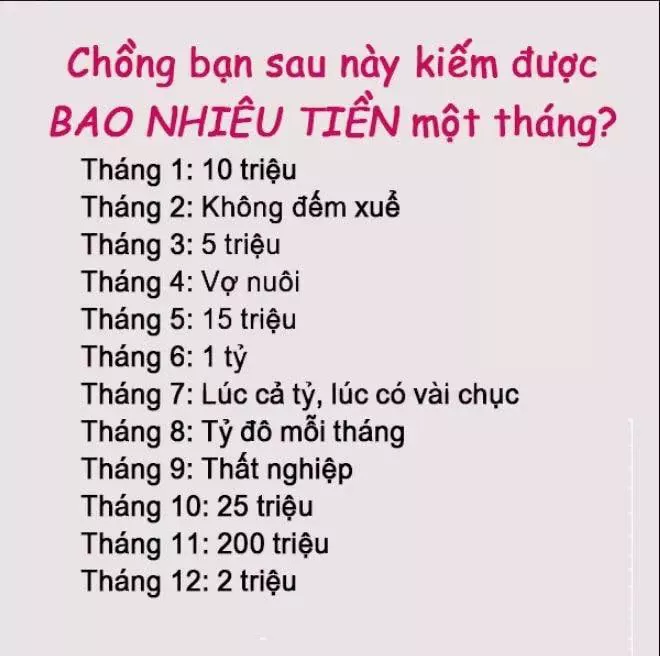 Chồng bạn sau này kiếm được
BAO NHIÊU TIỀN một tháng?
Tháng 1: 10 triệu
Tháng 2: Không đếm xuể
Tháng 3: 5 triệu
Tháng 4: Vợ nuôi
Tháng 5: 15 triệu
Tháng 6: 1 tỷ
Tháng 7: Lúc cả tỷ, lúc có vài chục
Tháng 8: Tỷ đô mỗi tháng
Tháng 9: Thất nghiệp
Tháng 10: 25 triệu
Tháng 11: 200 triệu
Tháng 12: 2 triệu